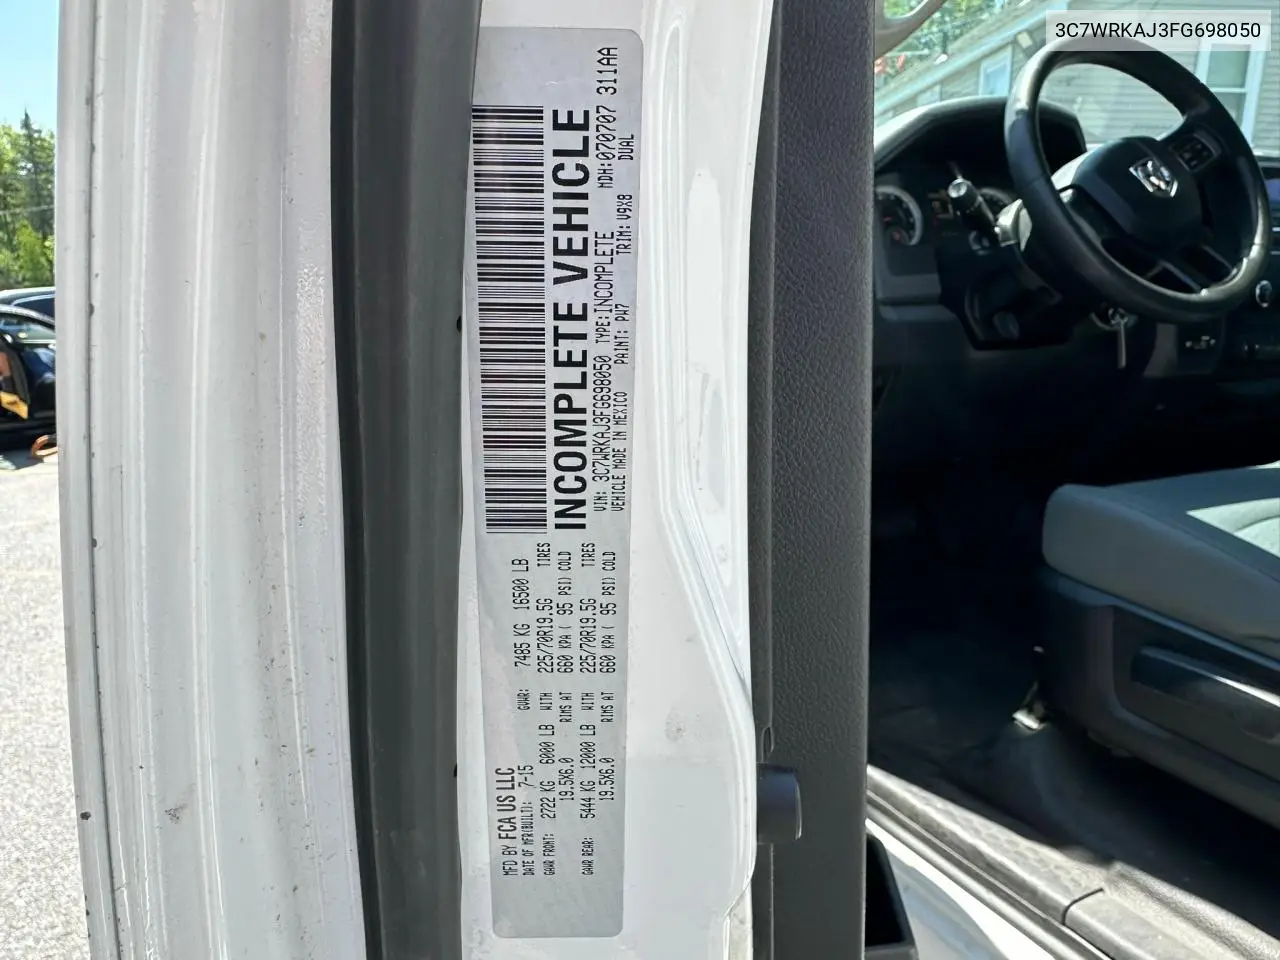 3C7WRKAJ3FG698050
MFD BY FCA US LLC
DATE OF MFR(BUILT): 7-15 GVWR: 7485 KG 16500 LB
GAWR FRONT: 2722 KG 6000 LB WITH 225/70R19.5G TIRES
19.5X6.0 RIMS AT 660 KPA ( 95 PSI) COLD
GAWR REAR: 5444 KG 12000 LB WITH 225/70R19.5G TIRES
19.5X6.0 RIMS AT 660 KPA ( 95 PSI) COLD
INCOMPLETE VEHICLE
VIN: 3C7WRKAJ3FG698050 TYPE: INCOMPLETE MDH: 070707 311AA
VEHICLE MADE IN MEXICO PAINT: PW7 TRIM: V9X8 DUAL